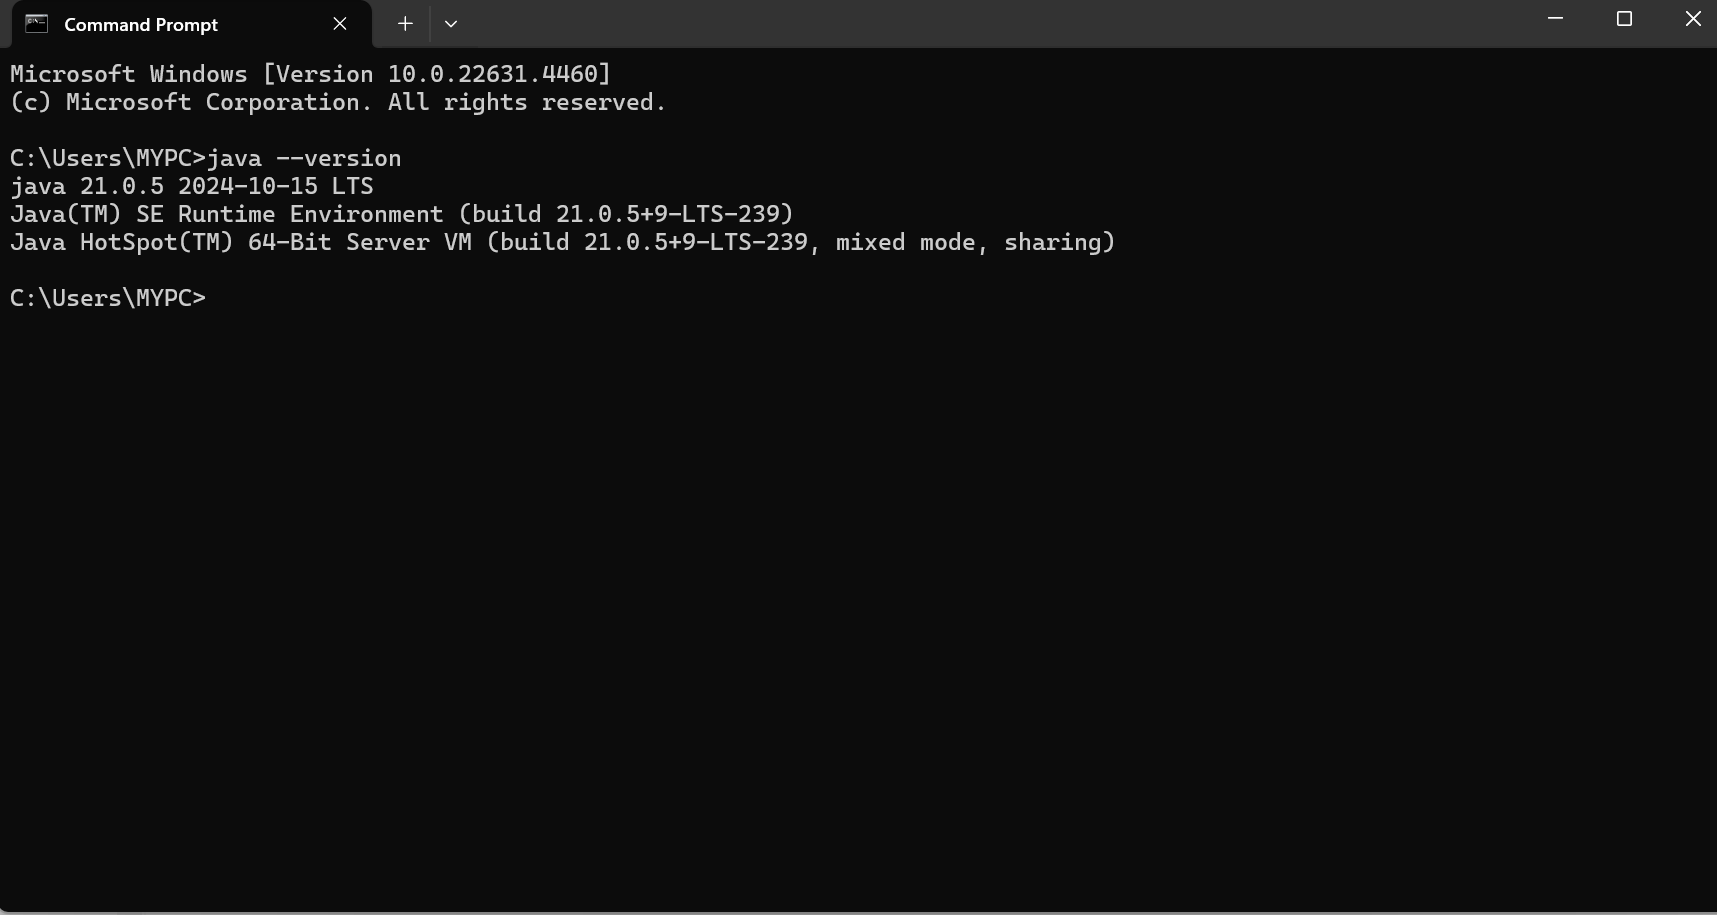 Command Prompt
Microsoft Windows [Version 10.0.22631.4460]
(c) Microsoft Corporation. All rights reserved.
C:\Users\MYPC>java --version
java 21.0.5 2024-10-15 LTS
Java(TM) SE Runtime Environment (build 21.0.5+9-LTS-239)
Java HotSpot(TM) 64-Bit Server VM (build 21.0.5+9-LTS-239, mixed mode, sharing)
C:\Users\MYPC>